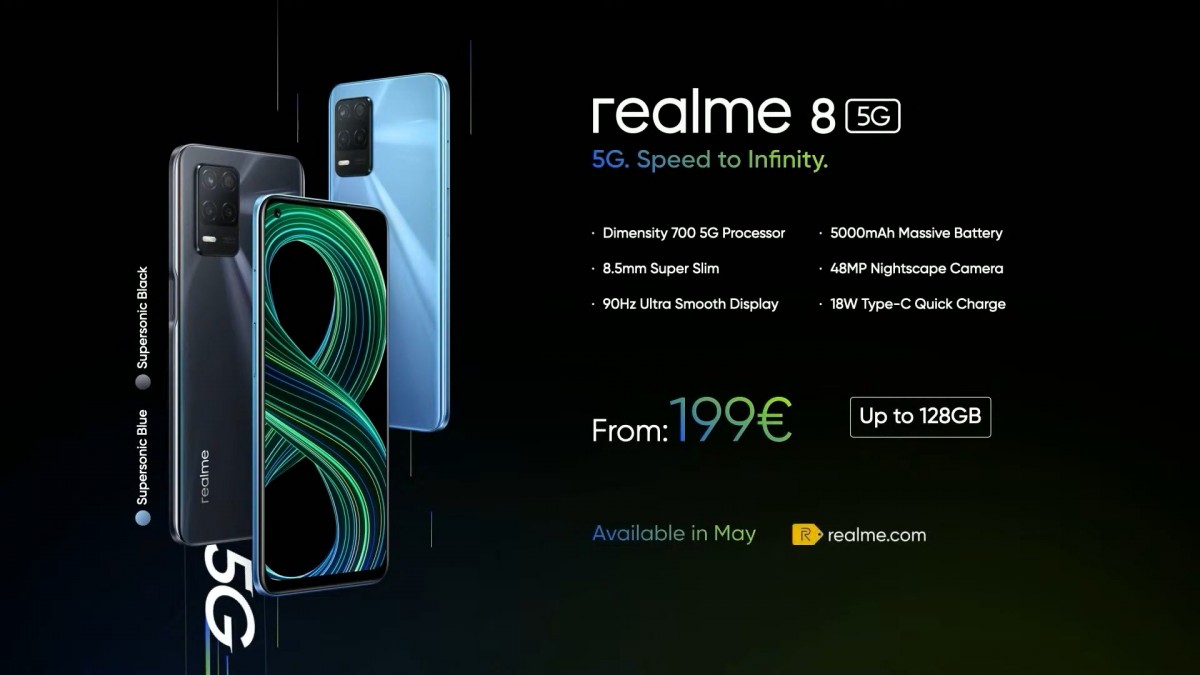 realme 8 5G
5G. Speed to Infinity.
· Dimensity 700 5G Processor
· 8.5mm Super Slim
· 90Hz Ultra Smooth Display
· 5000mAh Massive Battery
· 48MP Nightscape Camera
· 18W Type-C Quick Charge
From: 199€
Up to 128GB
Available in May
R realme.com
Supersonic Black
Supersonic Blue
realme
5G